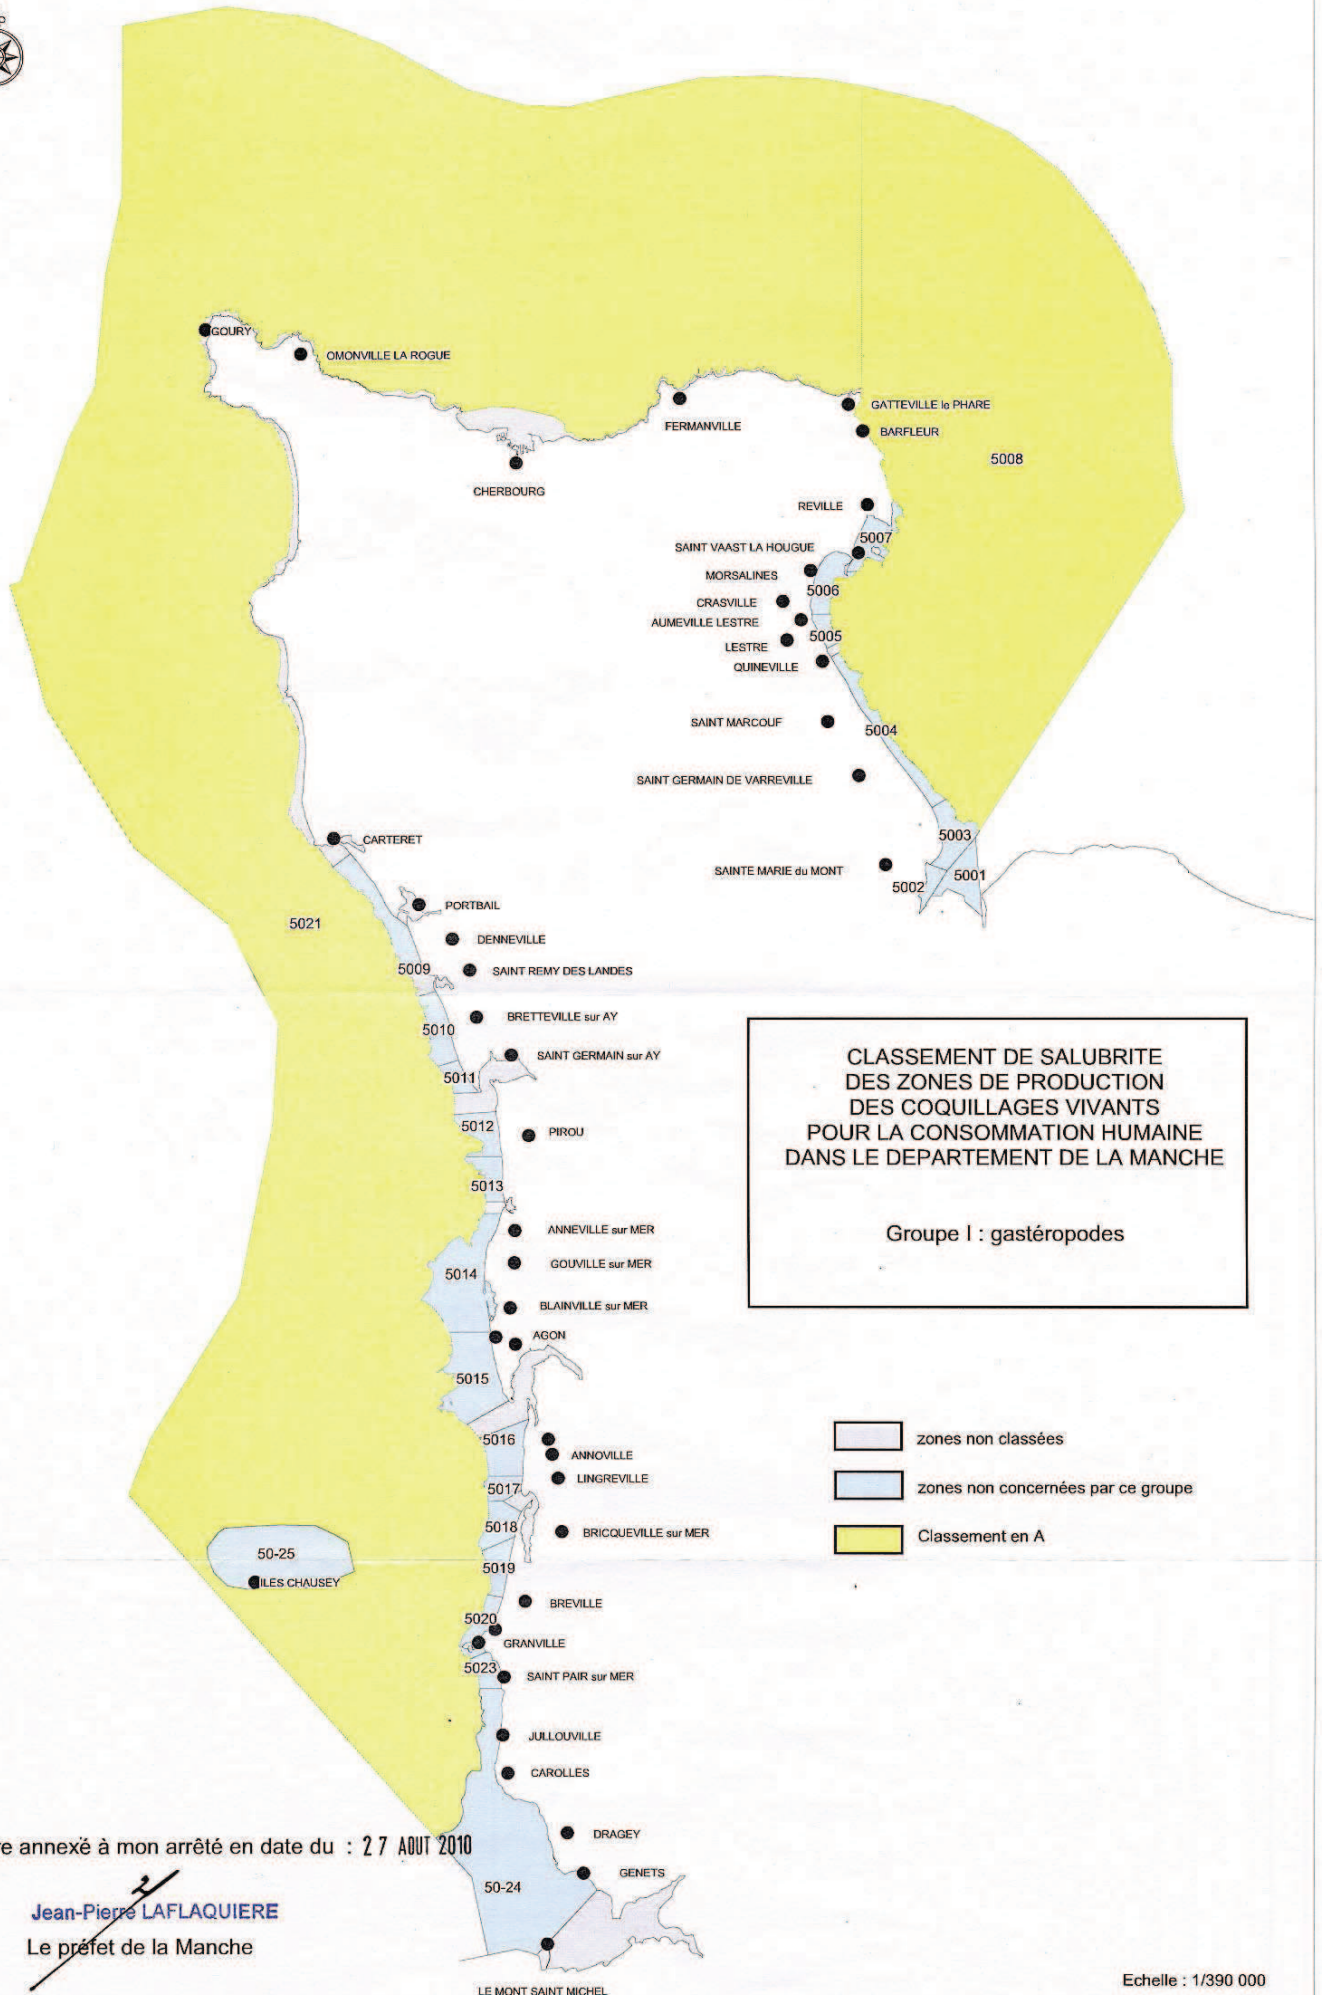 GOURY
OMONVILLE LA ROGUE
FERMANVILLE
GATTEVILLE le PHARE
BARFLEUR
5008
CHERBOURG
REVILLE
5007
SAINT VAAST LA HOUGUE
MORSALINES
5006
CRASVILLE
AUMEVILLE LESTRE
5005
LESTRE
QUINEVILLE
SAINT MARCOUF
5004
SAINT GERMAIN DE VARREVILLE
5003
CARTERET
SAINTE MARIE du MONT
5002
5001
PORTBAIL
5021
DENNEVILLE
5009
SAINT REMY DES LANDES
BRETTEVILLE sur AY
5010
SAINT GERMAIN sur AY
5011
5012
PIROU
5013
ANNEVILLE sur MER
GOUVILLE sur MER
5014
BLAINVILLE sur MER
AGON
5015
5016
ANNOVILLE
LINGREVILLE
5017
5018
BRICQUEVILLE sur MER
50-25
5019
ILES CHAUSEY
BREVILLE
5020
GRANVILLE
5023
SAINT PAIR sur MER
JULLOUVILLE
CAROLLES
DRAGEY
GENETS
50-24
LE MONT SAINT MICHEL
CLASSEMENT DE SALUBRITE
DES ZONES DE PRODUCTION
DES COQUILLAGES VIVANTS
POUR LA CONSOMMATION HUMAINE
DANS LE DEPARTEMENT DE LA MANCHE
Groupe I : gastéropodes
zones non classées
zones non concernées par ce groupe
Classement en A
annexé à mon arrêté en date du : 27 AOUT 2010
Jean-Pierre LAFLAQUIERE
Le préfet de la Manche
Echelle : 1/390 000